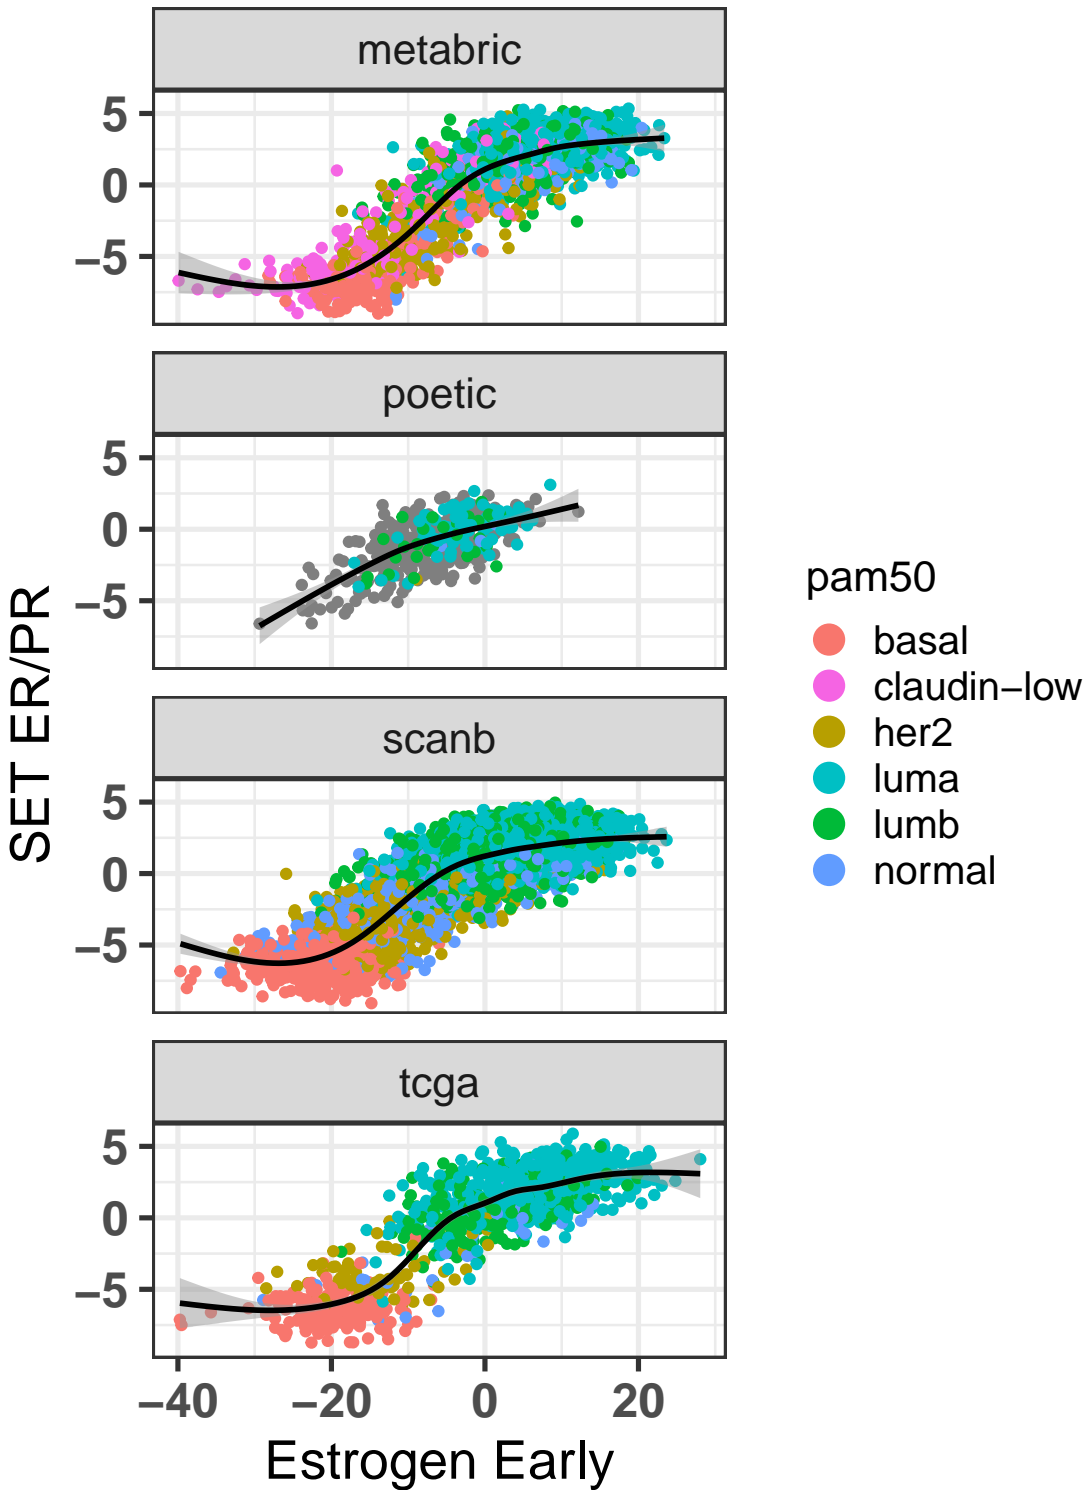 metabric
5
0
−5
poetic
5
0
−5
scanb
5
0
−5
tcga
5
0
−5
−40 −20 0 20
Estrogen Early
SET ER/PR
pam50
basal
claudin−low
her2
luma
lumb
normal